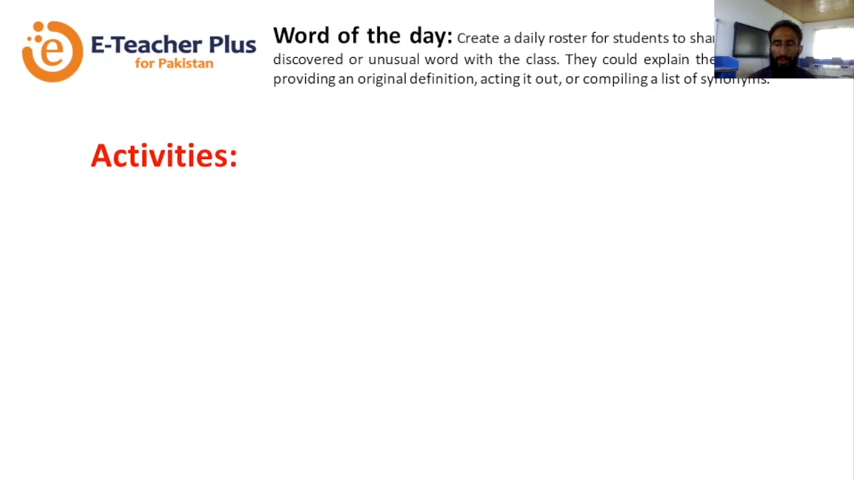 E-Teacher Plus
for Pakistan
Word of the day: Create a daily roster for students to
discovered or unusual word with the class. They could explain the
providing an original definition, acting it out, or compiling a list of synonyms.
Activities: